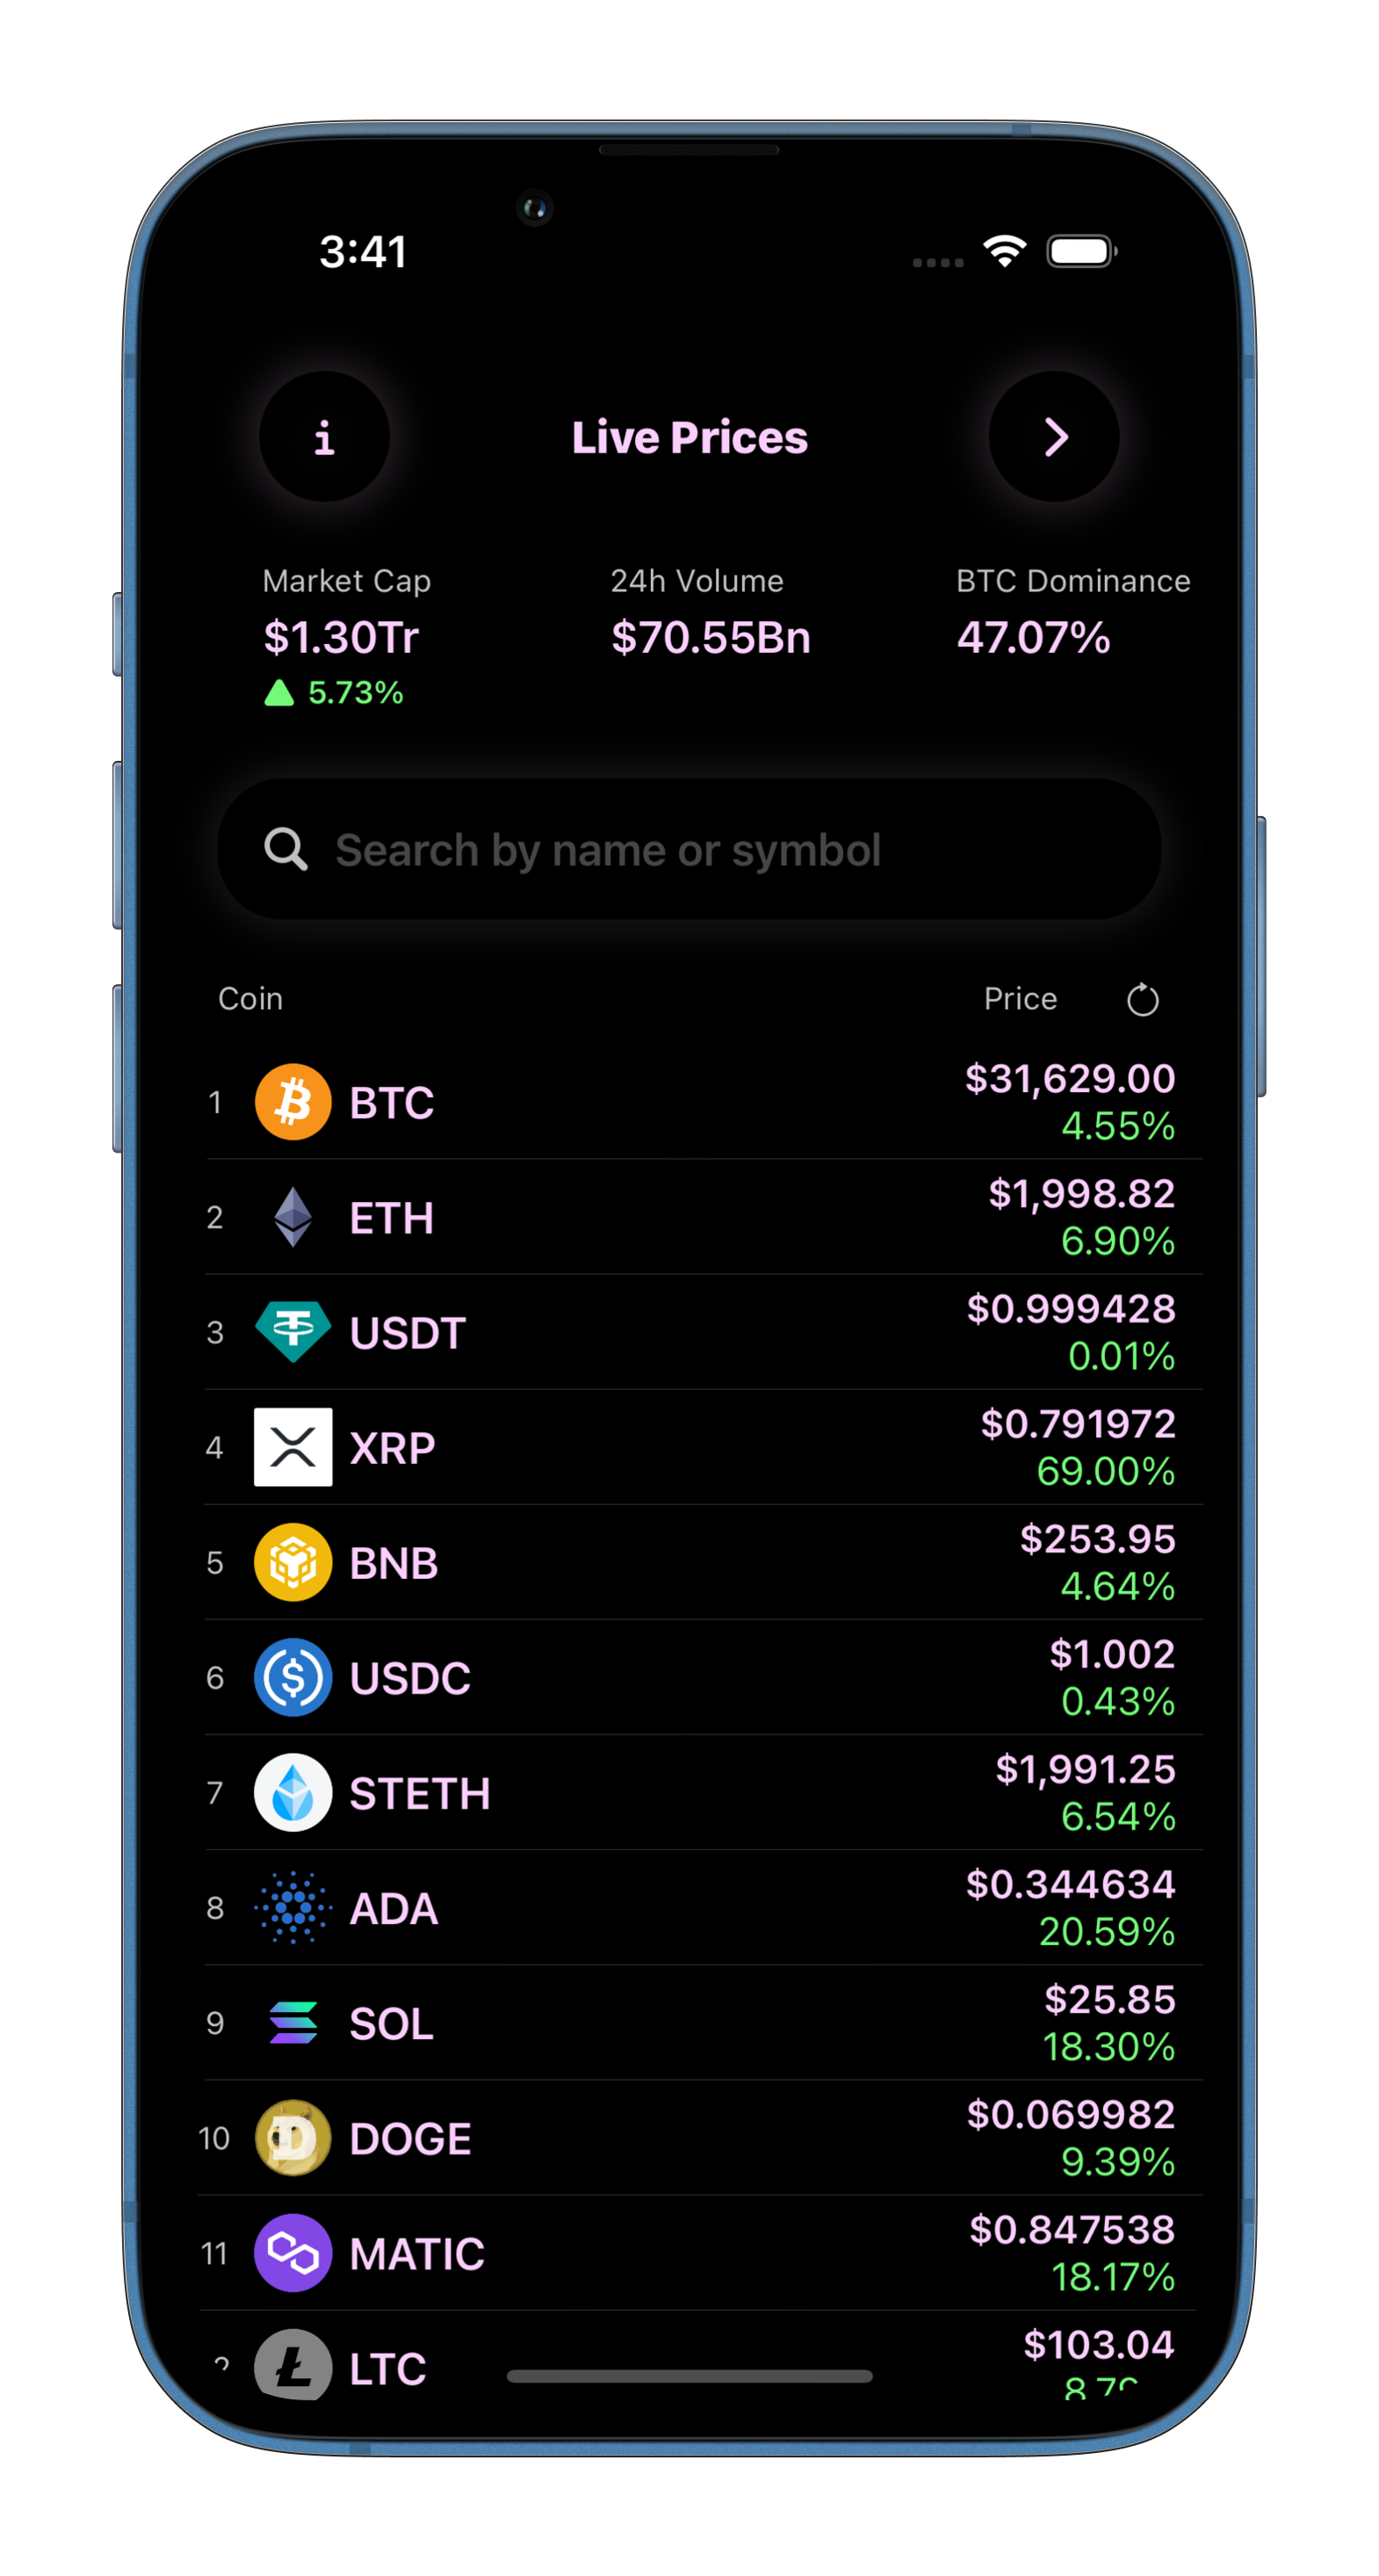 3:41
Live Prices
Market Cap 24h Volume BTC Dominance
$1.30Tr $70.55Bn 47.07%
5.73%
Search by name or symbol
Coin Price
1 BTC $31,629.00
4.55%
2 ETH $1,998.82
6.90%
3 USDT $0.999428
0.01%
4 XRP $0.791972
69.00%
5 BNB $253.95
4.64%
6 USDC $1.002
0.43%
7 STETH $1,991.25
6.54%
8 ADA $0.344634
20.59%
9 SOL $25.85
18.30%
10 DOGE $0.069982
9.39%
11 MATIC $0.847538
18.17%
LTC $103.04